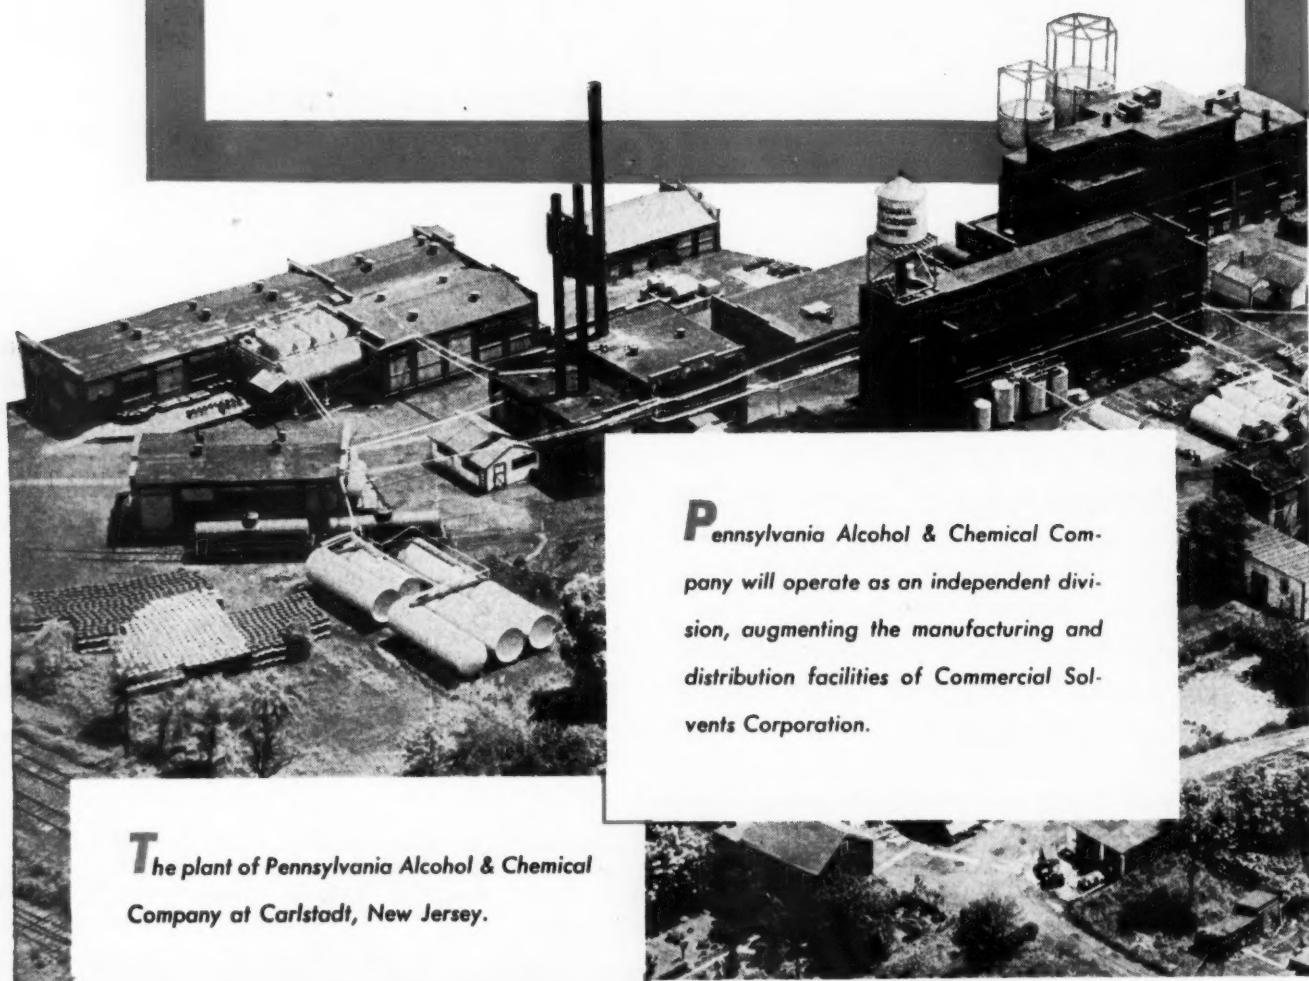 Pennsylvania Alcohol & Chemical Com-
pany will operate as an independent divi-
sion, augmenting the manufacturing and
distribution facilities of Commercial Sol-
vents Corporation.
The plant of Pennsylvania Alcohol & Chemical
Company at Carlstadt, New Jersey.